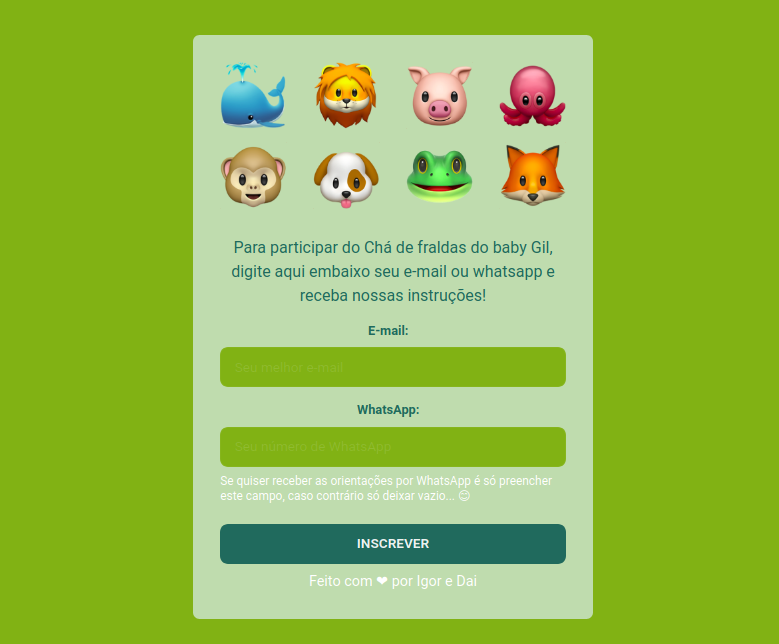 Para participar do Chá de fraldas do baby Gil,
digite aqui embaixo seu e-mail ou whatsapp e
receba nossas instruções!
E-mail:
Seu melhor e-mail
WhatsApp:
Seu número de WhatsApp
Se quiser receber as orientações por WhatsApp é só preencher
este campo, caso contrário só deixar vazio... 😉
INSCREVER
Feito com ❤ por Igor e Dai